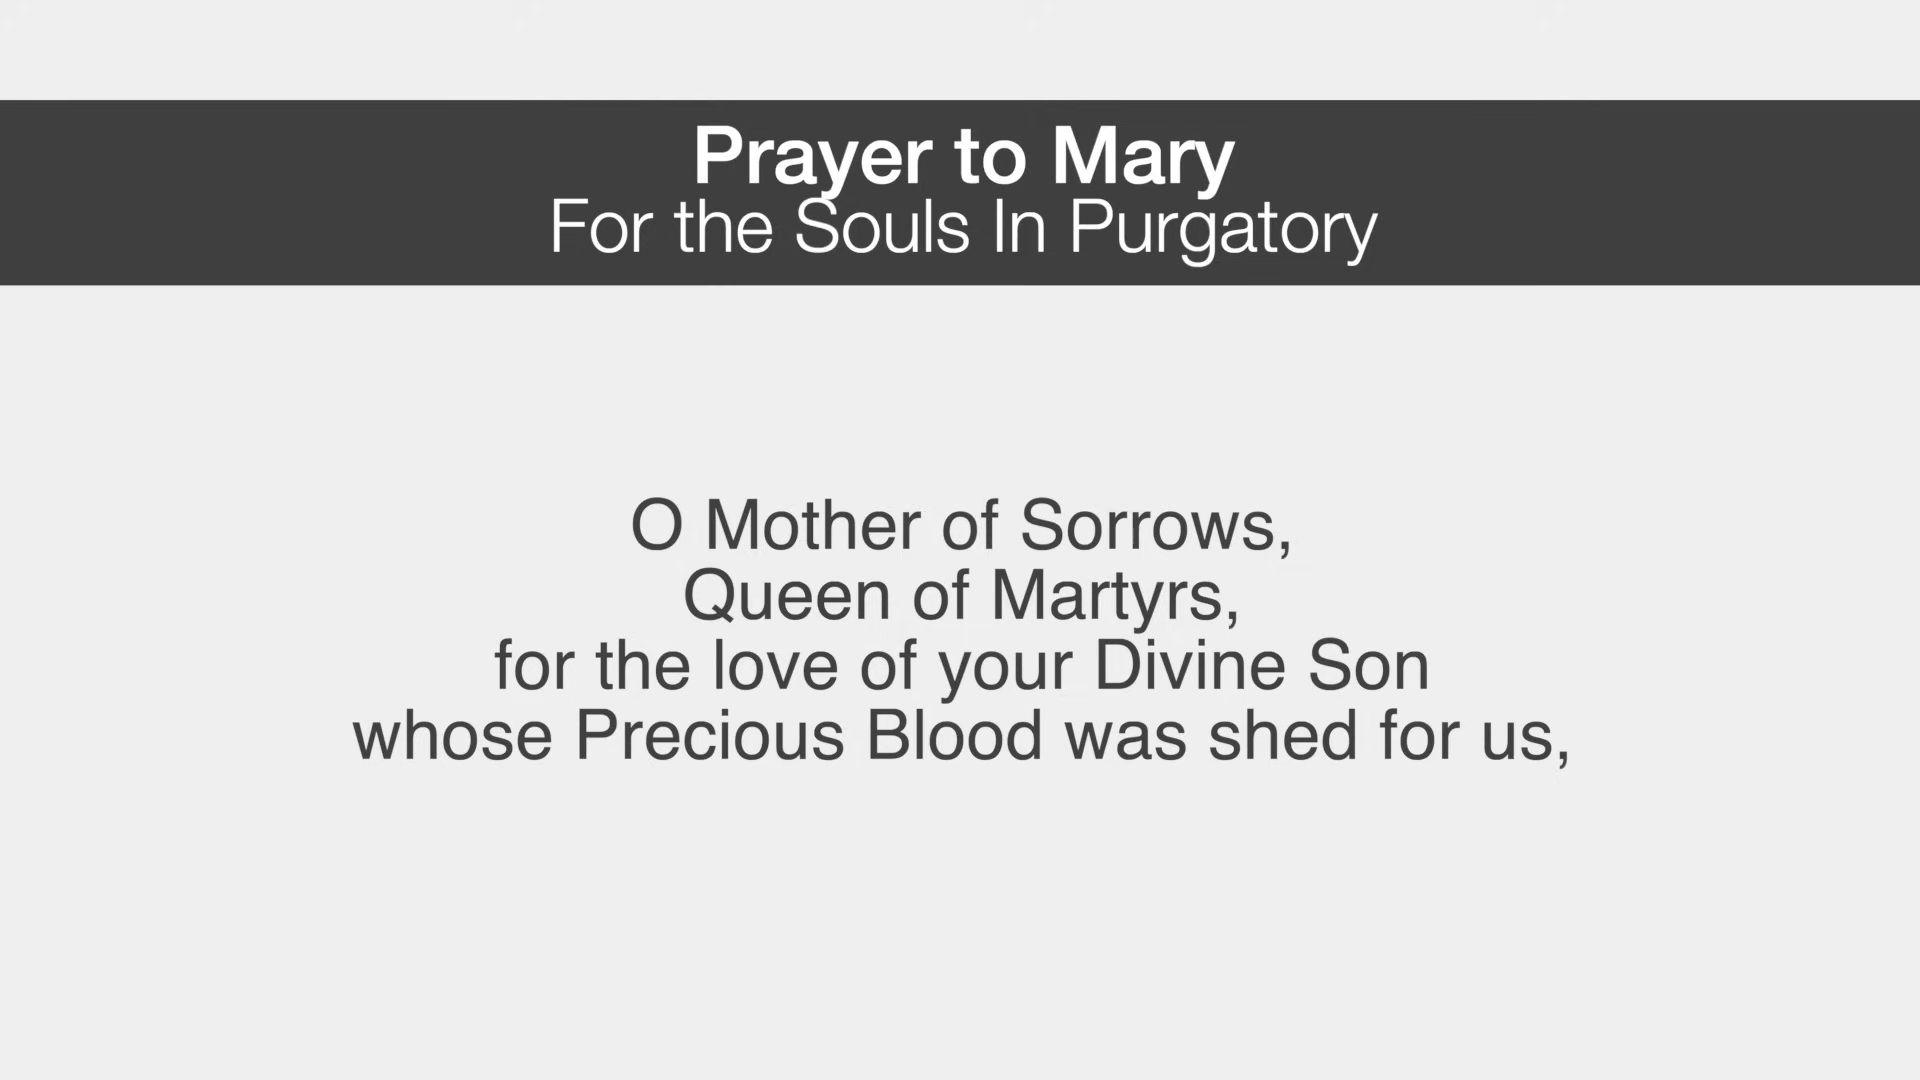 Prayer to Mary
For the Souls In Purgatory
O Mother of Sorrows,
Queen of Martyrs,
for the love of your Divine Son
whose Precious Blood was shed for us,